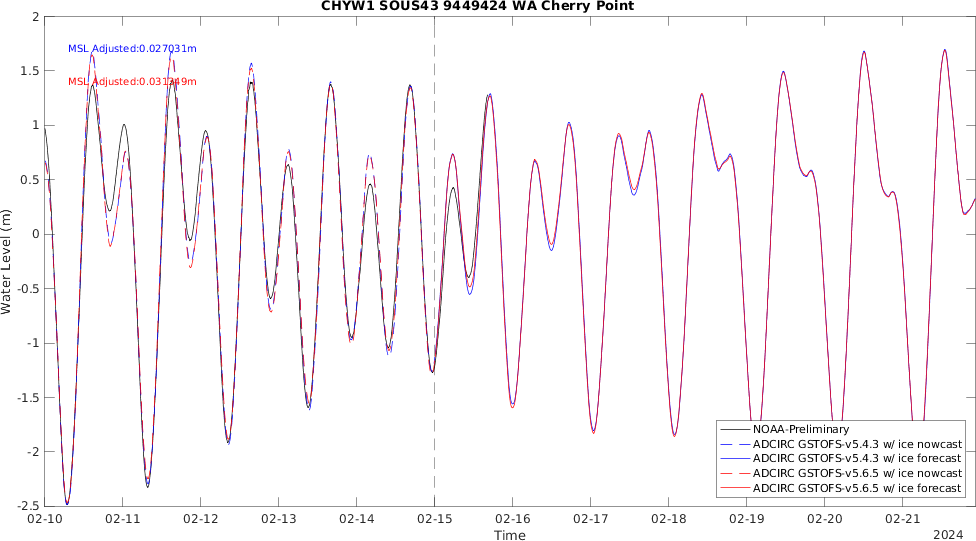 CHYW1 SOUS43 9449424 WA Cherry Point
MSL Adjusted:0.027031m
MSL Adjusted:0.031349m
Water Level (m)
2
1.5
1
0.5
0
-0.5
-1
-1.5
-2
-2.5
NOAA-Preliminary
ADCIRC GSTOFS-v5.4.3 w/ ice nowcast
ADCIRC GSTOFS-v5.4.3 w/ ice forecast
ADCIRC GSTOFS-v5.6.5 w/ ice nowcast
ADCIRC GSTOFS-v5.6.5 w/ ice forecast
02-10 02-11 02-12 02-13 02-14 02-15 02-16 02-17 02-18 02-19 02-20 02-21
Time
2024